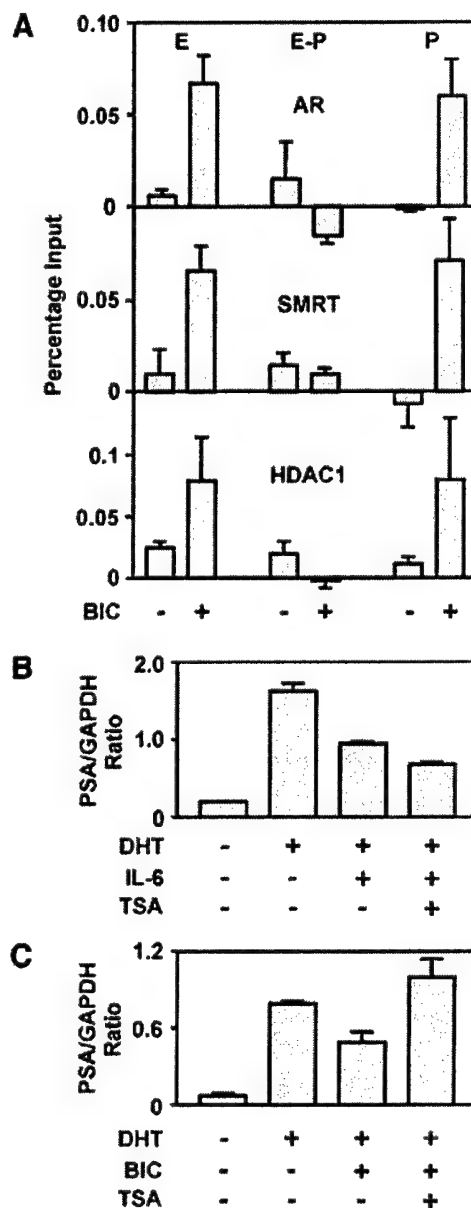 A
0.10
E E-P P
AR
0.05
0
SMRT
0.05
0
HDAC1
0.1
0.05
0
Percentage Input
BIC - + - + - +
B
2.0
1.0
0
PSA/GAPDH
Ratio
DHT - + + +
IL-6 - - + +
TSA - - - +
C
1.2
0.6
0
PSA/GAPDH
Ratio
DHT - + + +
BIC - - + +
TSA - - - +